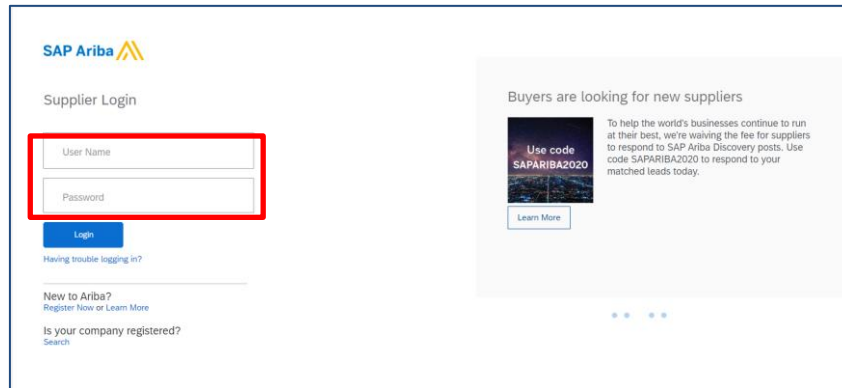 SAP Ariba
Supplier Login
User Name
Password
Login
Having trouble logging in?
New to Ariba?
Register Now or Learn More
Is your company registered?
Search
Buyers are looking for new suppliers
Use code
SAPARIBA2020
To help the world's businesses continue to run
at their best, we're waiving the fee for suppliers
to respond to SAP Ariba Discovery posts. Use
code SAPARIBA2020 to respond to your
matched leads today.
Learn More